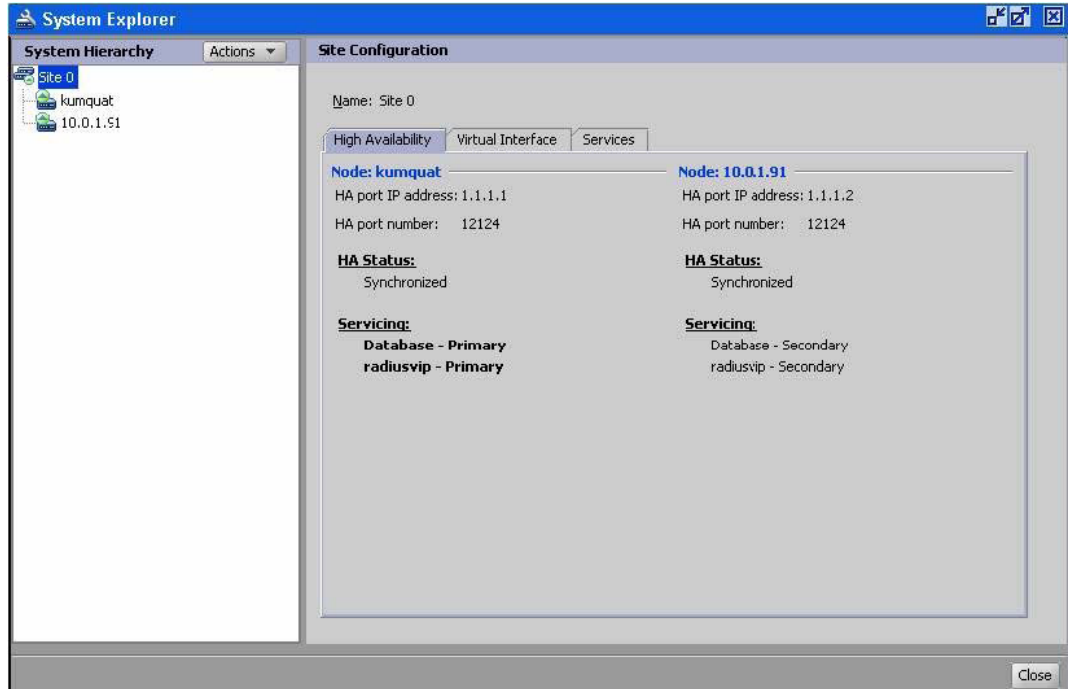 System Explorer
System Hierarchy
Actions
Site 0
kumquat
10.0.1.91
Site Configuration
Name: Site 0
High Availability
Virtual Interface
Services
Node: kumquat
HA port IP address: 1.1.1.1
HA port number: 12124
HA Status:
Synchronized
Servicing:
Database - Primary
radiusvip - Primary
Node: 10.0.1.91
HA port IP address: 1.1.1.2
HA port number: 12124
HA Status:
Synchronized
Servicing:
Database - Secondary
radiusvip - Secondary
Close